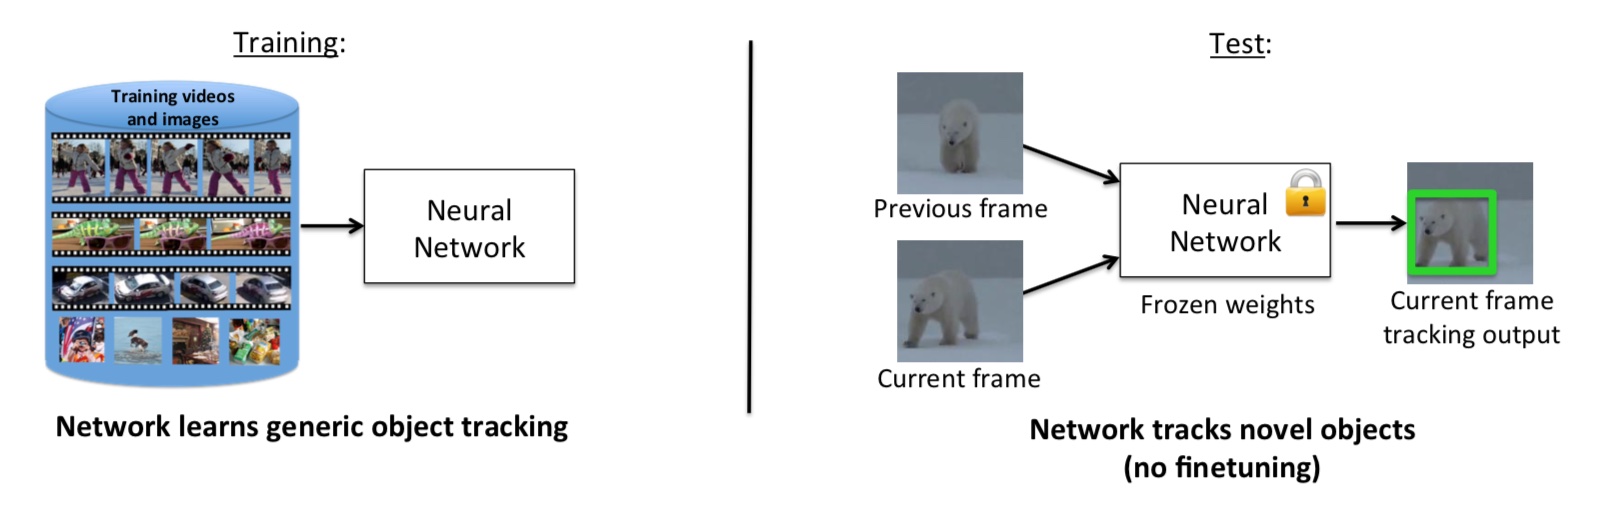 Training:
Training videos
and images
Neural
Network
Network learns generic object tracking
Test:
Previous frame
Current frame
Neural
Network
Frozen weights
Current frame
tracking output
Network tracks novel objects
(no finetuning)